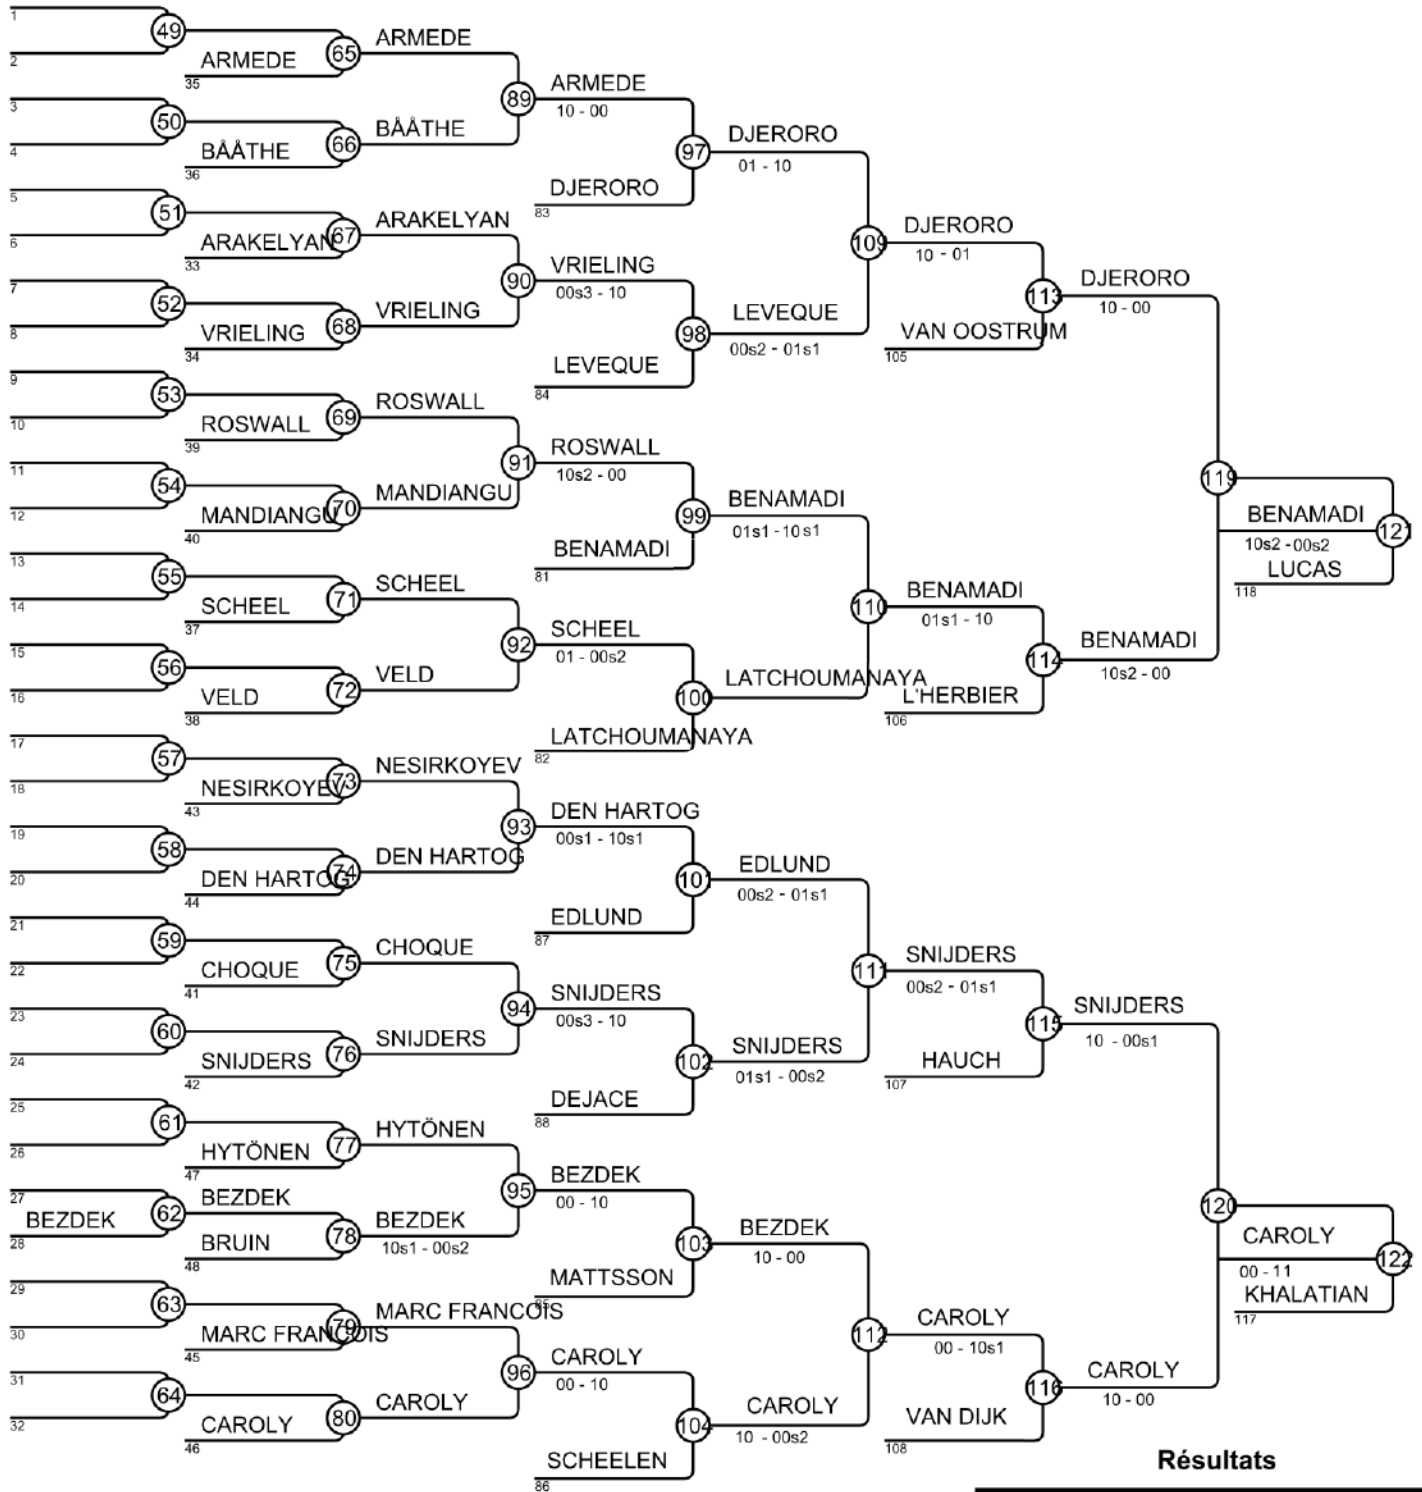 1
49
2
ARMEDE
35
65
ARMEDE
3
50
4
BÅÅTHE
36
66
BÅÅTHE
89
ARMEDE
10 - 00
5
51
6
ARAKELYAN
33
67
ARAKELYAN
7
52
8
VRIELING
34
68
VRIELING
90
VRIELING
00s3 - 10
9
53
10
ROSWALL
39
69
ROSWALL
11
54
12
MANDIANGU
40
70
MANDIANGU
91
ROSWALL
10s2 - 00
13
55
14
SCHEEL
37
71
SCHEEL
15
56
16
VELD
38
72
VELD
92
SCHEEL
01 - 00s2
17
57
18
NESIRKOYEV
43
73
NESIRKOYEV
19
58
20
DEN HARTOG
44
74
DEN HARTOG
93
DEN HARTOG
00s1 - 10s1
21
59
22
CHOQUE
41
75
CHOQUE
23
60
24
SNIJDERS
42
76
SNIJDERS
94
SNIJDERS
00s3 - 10
25
61
26
HYTÖNEN
47
77
HYTÖNEN
27
BEZDEK
28
62
BEZDEK
BRUIN
48
78
BEZDEK
10s1 - 00s2
95
BEZDEK
00 - 10
29
63
30
MARC FRANCOIS
45
79
MARC FRANCOIS
31
64
32
CAROLY
46
80
CAROLY
96
CAROLY
00 - 10
DJERORO
83
97
DJERORO
01 - 10
LEVEQUE
84
98
LEVEQUE
00s2 - 01s1
BENAMADI
81
99
BENAMADI
01s1 - 10s1
LATCHOUMANAYA
82
100
LATCHOUMANAYA
EDLUND
87
101
EDLUND
00s2 - 01s1
DEJACE
88
102
SNIJDERS
01s1 - 00s2
MATTSSON
85
103
BEZDEK
10 - 00
SCHEELEN
86
104
CAROLY
10 - 00s2
109
DJERORO
10 - 01
VAN OOSTRUM
105
113
DJERORO
10 - 00
110
BENAMADI
01s1 - 10
L'HERBIER
106
114
BENAMADI
10s2 - 00
111
SNIJDERS
00s2 - 01s1
HAUCH
107
115
SNIJDERS
10 - 00s1
112
CAROLY
00 - 10s1
VAN DIJK
108
116
CAROLY
10 - 00
119
BENAMADI
10s2 - 00s2
LUCAS
118
121
120
CAROLY
00 - 11
KHALATIAN
117
122
Résultats